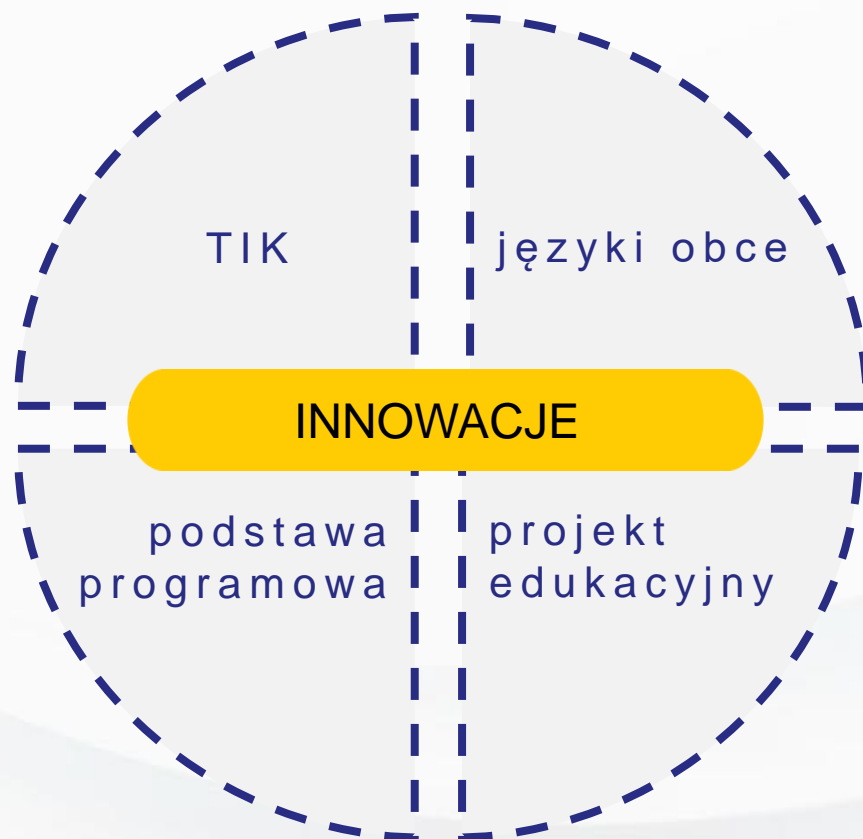 TIK
języki obce
INNOWACJE
podstawa
programowa
projekt
edukacyjny